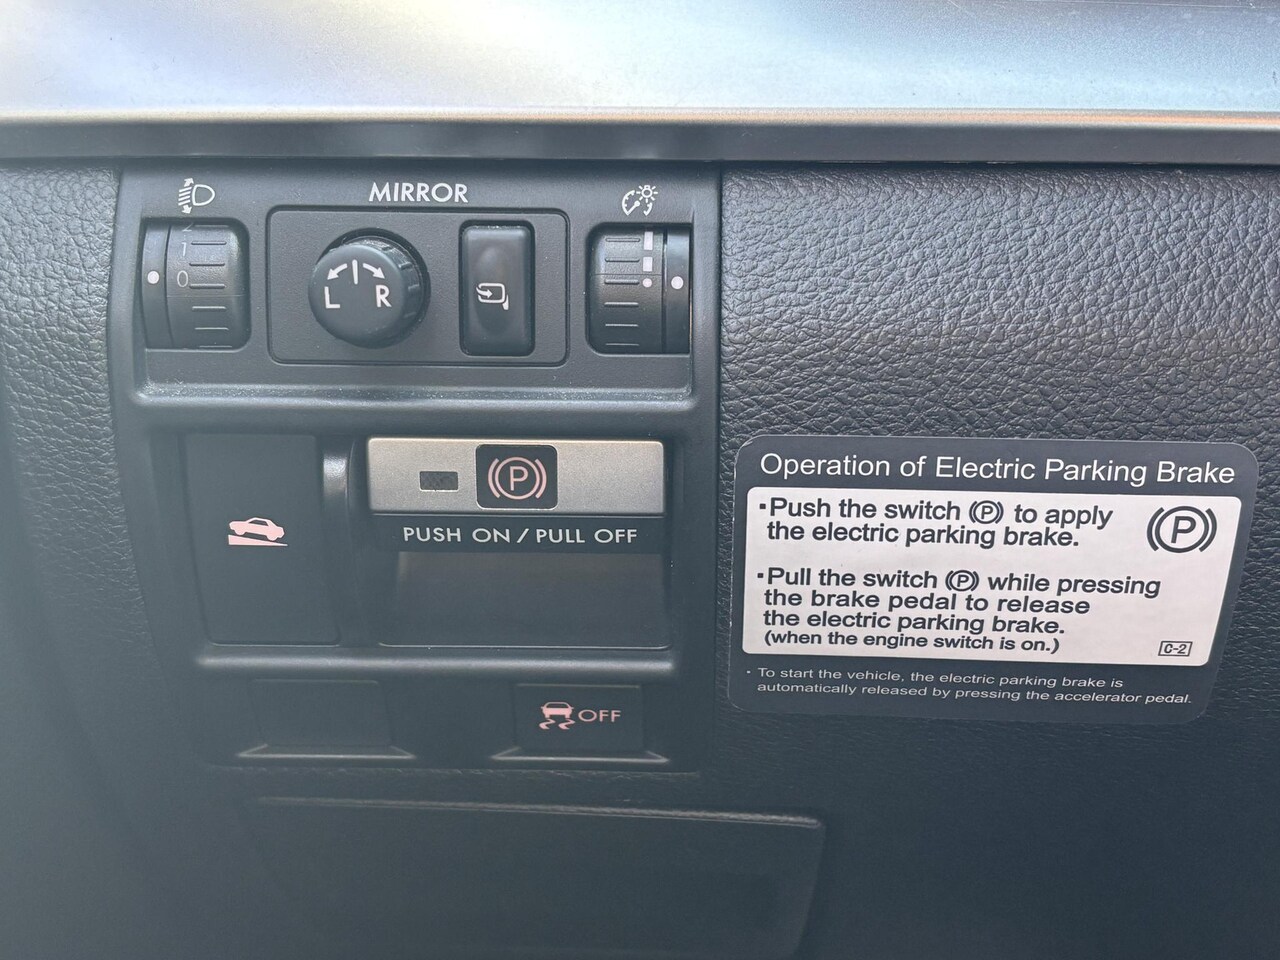 MIRROR
2
1
0
L R
P
PUSH ON / PULL OFF
OFF
Operation of Electric Parking Brake
·Push the switch (P) to apply
the electric parking brake.
P
·Pull the switch (P) while pressing
the brake pedal to release
the electric parking brake.
(when the engine switch is on.)
C-2
· To start the vehicle, the electric parking brake is
automatically released by pressing the accelerator pedal.